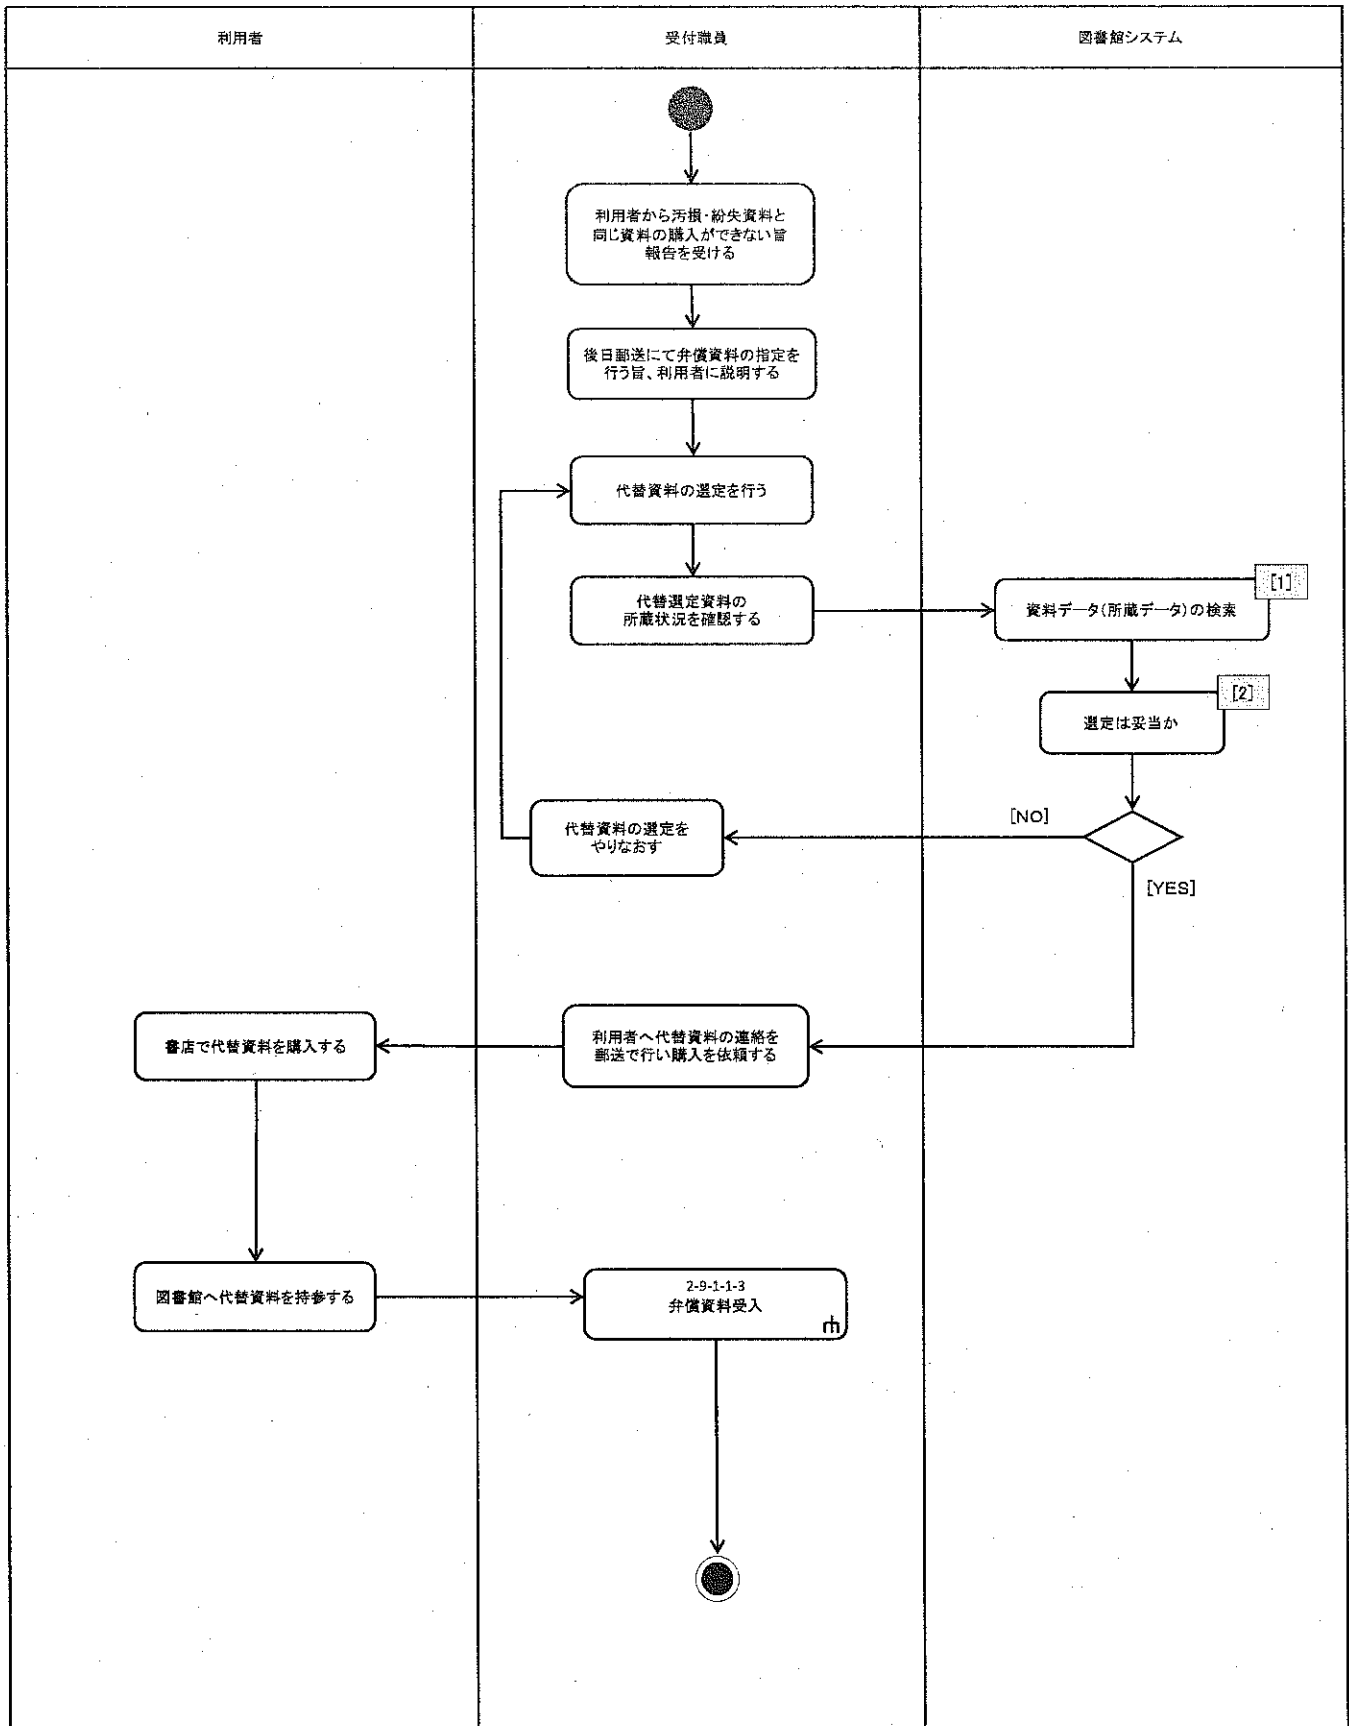 利用者
受付職員
図書館システム
利用者から汚損・紛失資料と
同じ資料の購入ができない旨
報告を受ける
後日郵送にて弁償資料の指定を
行う旨、利用者に説明する
代替資料の選定を行う
代替選定資料の
所蔵状況を確認する
[1]
資料データ(所蔵データ)の検索
[2]
選定は妥当か
[NO]
代替資料の選定を
やりなおす
[YES]
利用者へ代替資料の連絡を
郵送で行い購入を依頼する
書店で代替資料を購入する
図書館へ代替資料を持参する
2-9-1-1-3
弁償資料受入